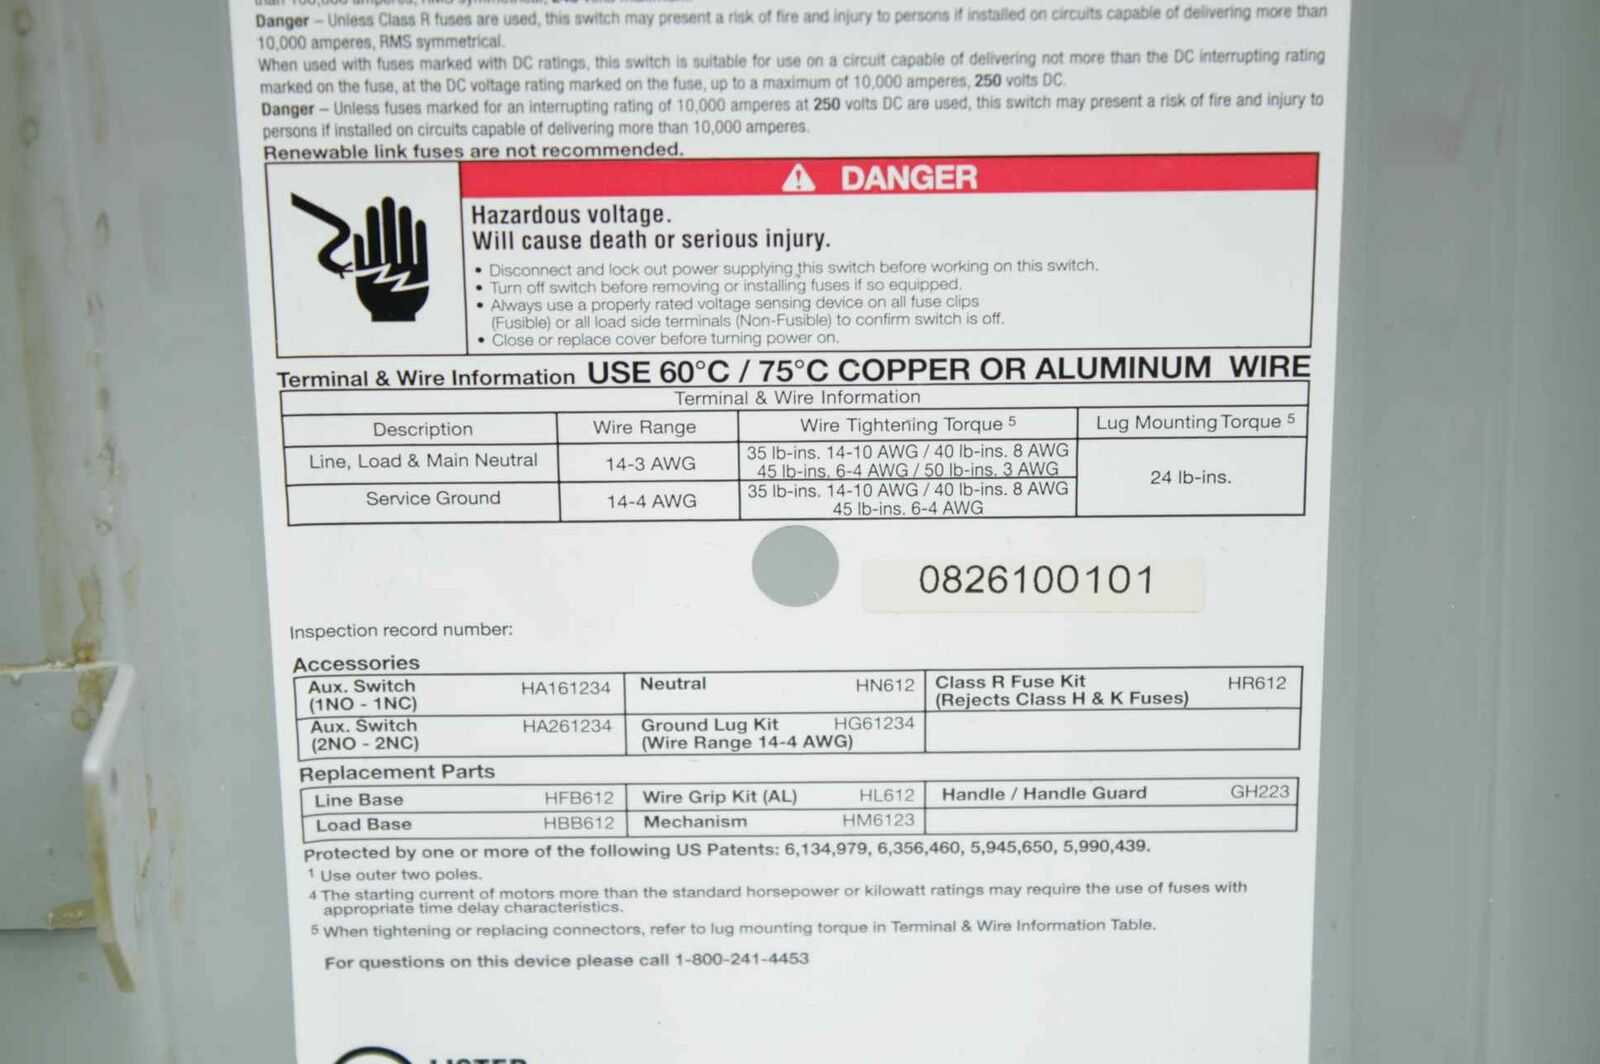 Danger – Unless Class R fuses are used, this switch may present a risk of fire and injury to persons if installed on circuits capable of delivering more than
10,000 amperes, RMS symmetrical.
When used with fuses marked with DC ratings, this switch is suitable for use on a circuit capable of delivering not more than the DC interrupting rating
marked on the fuse, at the DC voltage rating marked on the fuse, up to a maximum of 10,000 amperes, 250 volts DC.
Danger – Unless fuses marked for an interrupting rating of 10,000 amperes at 250 volts DC are used, this switch may present a risk of fire and injury to
persons if installed on circuits capable of delivering more than 10,000 amperes.
Renewable link fuses are not recommended.
DANGER
Hazardous voltage.
Will cause death or serious injury.
• Disconnect and lock out power supplying this switch before working on this switch.
• Turn off switch before removing or installing fuses if so equipped.
• Always use a properly rated voltage sensing device on all fuse clips
(Fusible) or all load side terminals (Non-Fusible) to confirm switch is off.
• Close or replace cover before turning power on.
Terminal & Wire Information USE 60°C / 75°C COPPER OR ALUMINUM WIRE
Terminal & Wire Information
Description Wire Range Wire Tightening Torque 5 Lug Mounting Torque 5
Line, Load & Main Neutral 14-3 AWG 35 lb-ins. 14-10 AWG / 40 lb-ins. 8 AWG
45 lb-ins. 6-4 AWG / 50 lb-ins. 3 AWG
24 lb-ins.
Service Ground 14-4 AWG 35 lb-ins. 14-10 AWG / 40 lb-ins. 8 AWG
45 lb-ins. 6-4 AWG
0826100101
Inspection record number:
Accessories
Aux. Switch HA161234 Neutral HN612 Class R Fuse Kit HR612
(1NO - 1NC) (Rejects Class H & K Fuses)
Aux. Switch HA261234 Ground Lug Kit HG61234
(2NO - 2NC) (Wire Range 14-4 AWG)
Replacement Parts
Line Base HFB612 Wire Grip Kit (AL) HL612 Handle / Handle Guard GH223
Load Base HBB612 Mechanism HM6123
Protected by one or more of the following US Patents: 6,134,979, 6,356,460, 5,945,650, 5,990,439.
1 Use outer two poles.
4 The starting current of motors more than the standard horsepower or kilowatt ratings may require the use of fuses with
appropriate time delay characteristics.
5 When tightening or replacing connectors, refer to lug mounting torque in Terminal & Wire Information Table.
For questions on this device please call 1-800-241-4453